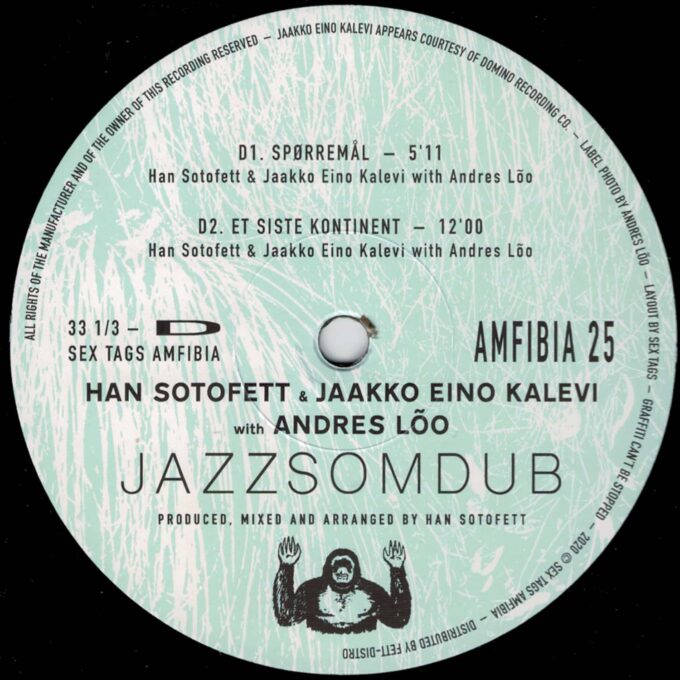 ALL RIGHTS OF THE MANUFACTURER AND OF THE OWNER OF THIS RECORDING RESERVED – JAAKKO EINO KALEVI APPEARS COURTESY OF DOMINO RECORDING CO. – LABEL PHOTO BY ANDRES LÕO – LAYOUT BY SEX TAGS – GRAFFITI CAN'T BE STOPPED – 2020 © SEX TAGS AMFIBIA – DISTRIBUTED BY FETT-DISTRO
D1. SPØRREMÅL – 5'11
Han Sotofett & Jaakko Eino Kalevi with Andres Lõo
D2. ET SISTE KONTINENT – 12'00
Han Sotofett & Jaakko Eino Kalevi with Andres Lõo
33 1/3 – D
SEX TAGS AMFIBIA
AMFIBIA 25
HAN SOTOFETT & JAAKKO EINO KALEVI
with ANDRES LÕO
JAZZSOMDUB
PRODUCED, MIXED AND ARRANGED BY HAN SOTOFETT